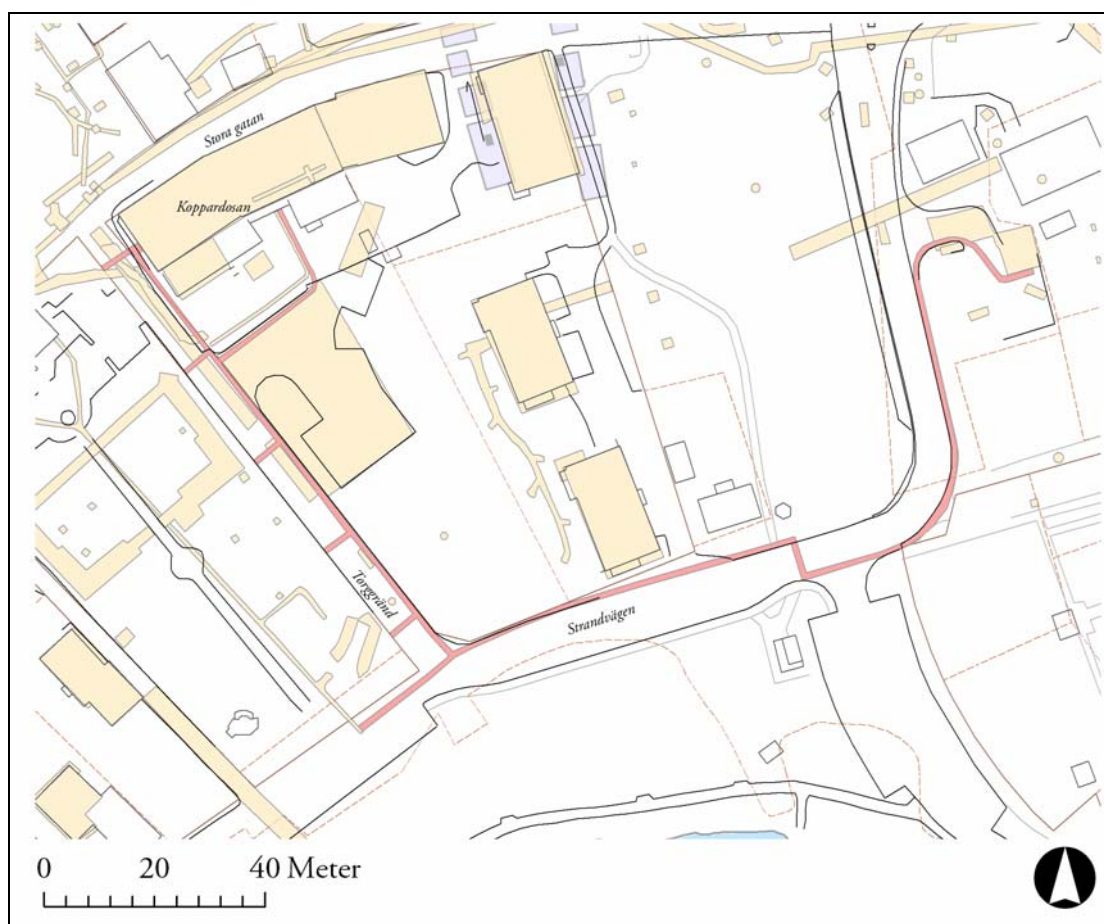 Stora gatan
Koppardosan
Torggränd
Strandvägen
0 20 40 Meter